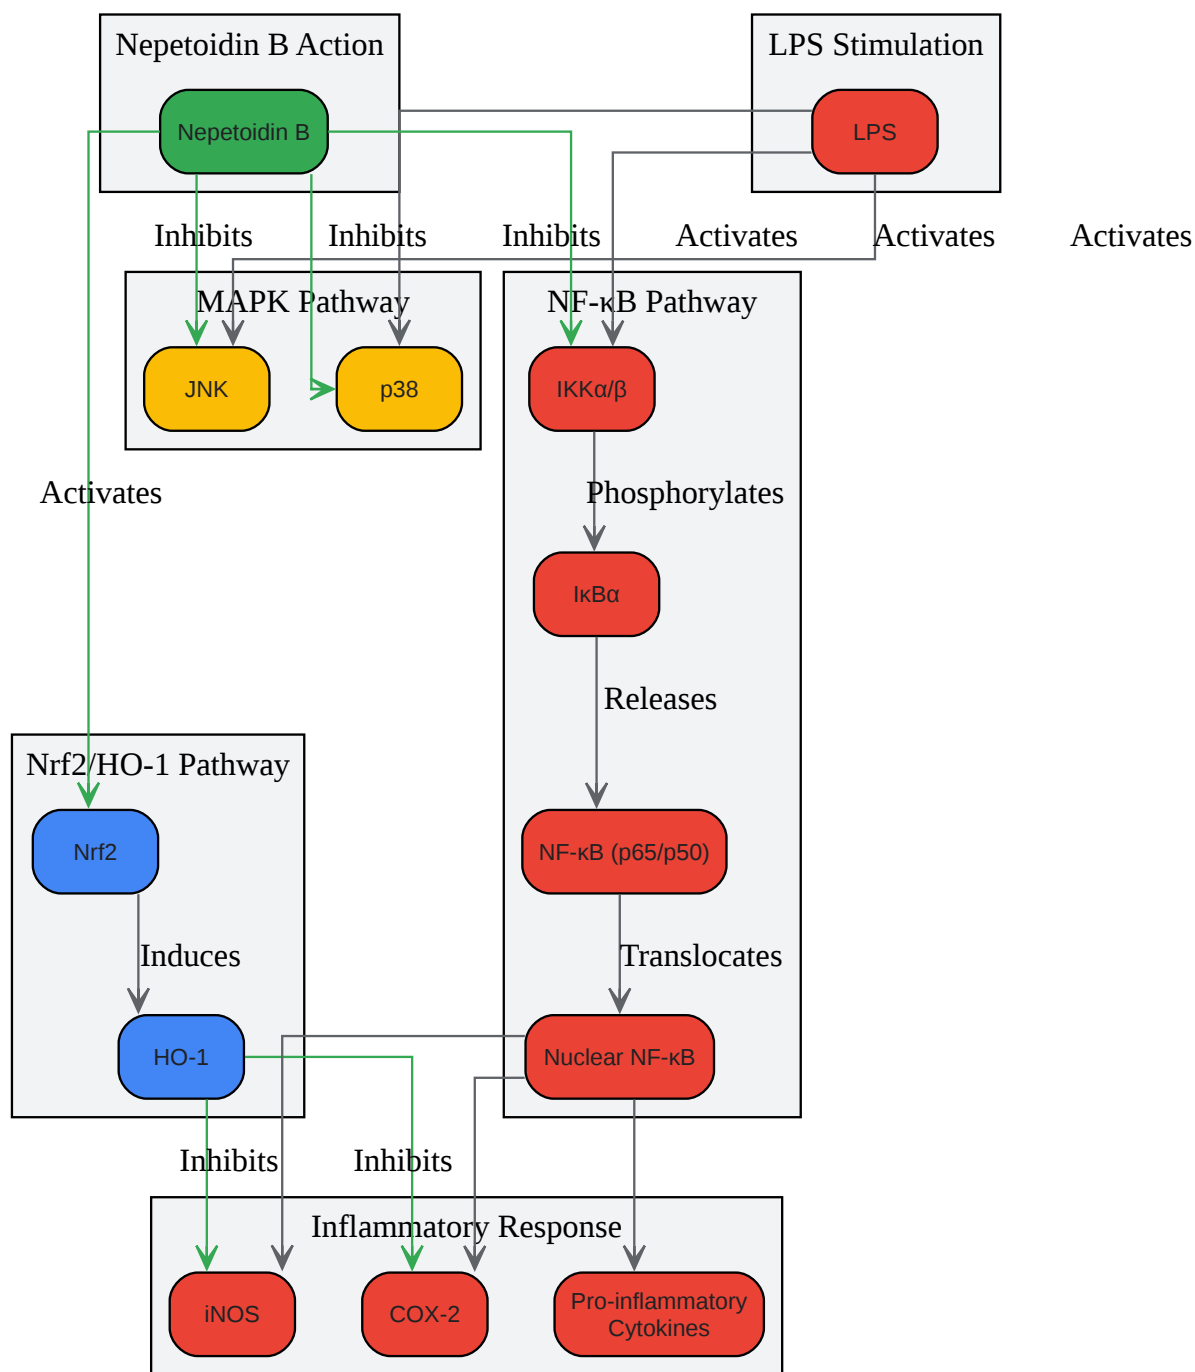 Nepetoidin B Action
LPS Stimulation
Nepetoidin B
LPS
Inhibits
Inhibits
Inhibits
Activates
Activates
Activates
MAPK Pathway
NF-κB Pathway
JNK
p38
IKKα/β
Activates
Phosphorylates
IκBα
Releases
Nrf2/HO-1 Pathway
Nrf2
NF-κB (p65/p50)
Induces
Translocates
HO-1
Nuclear NF-κB
Inhibits
Inhibits
Inflammatory Response
iNOS
COX-2
Pro-inflammatory
Cytokines